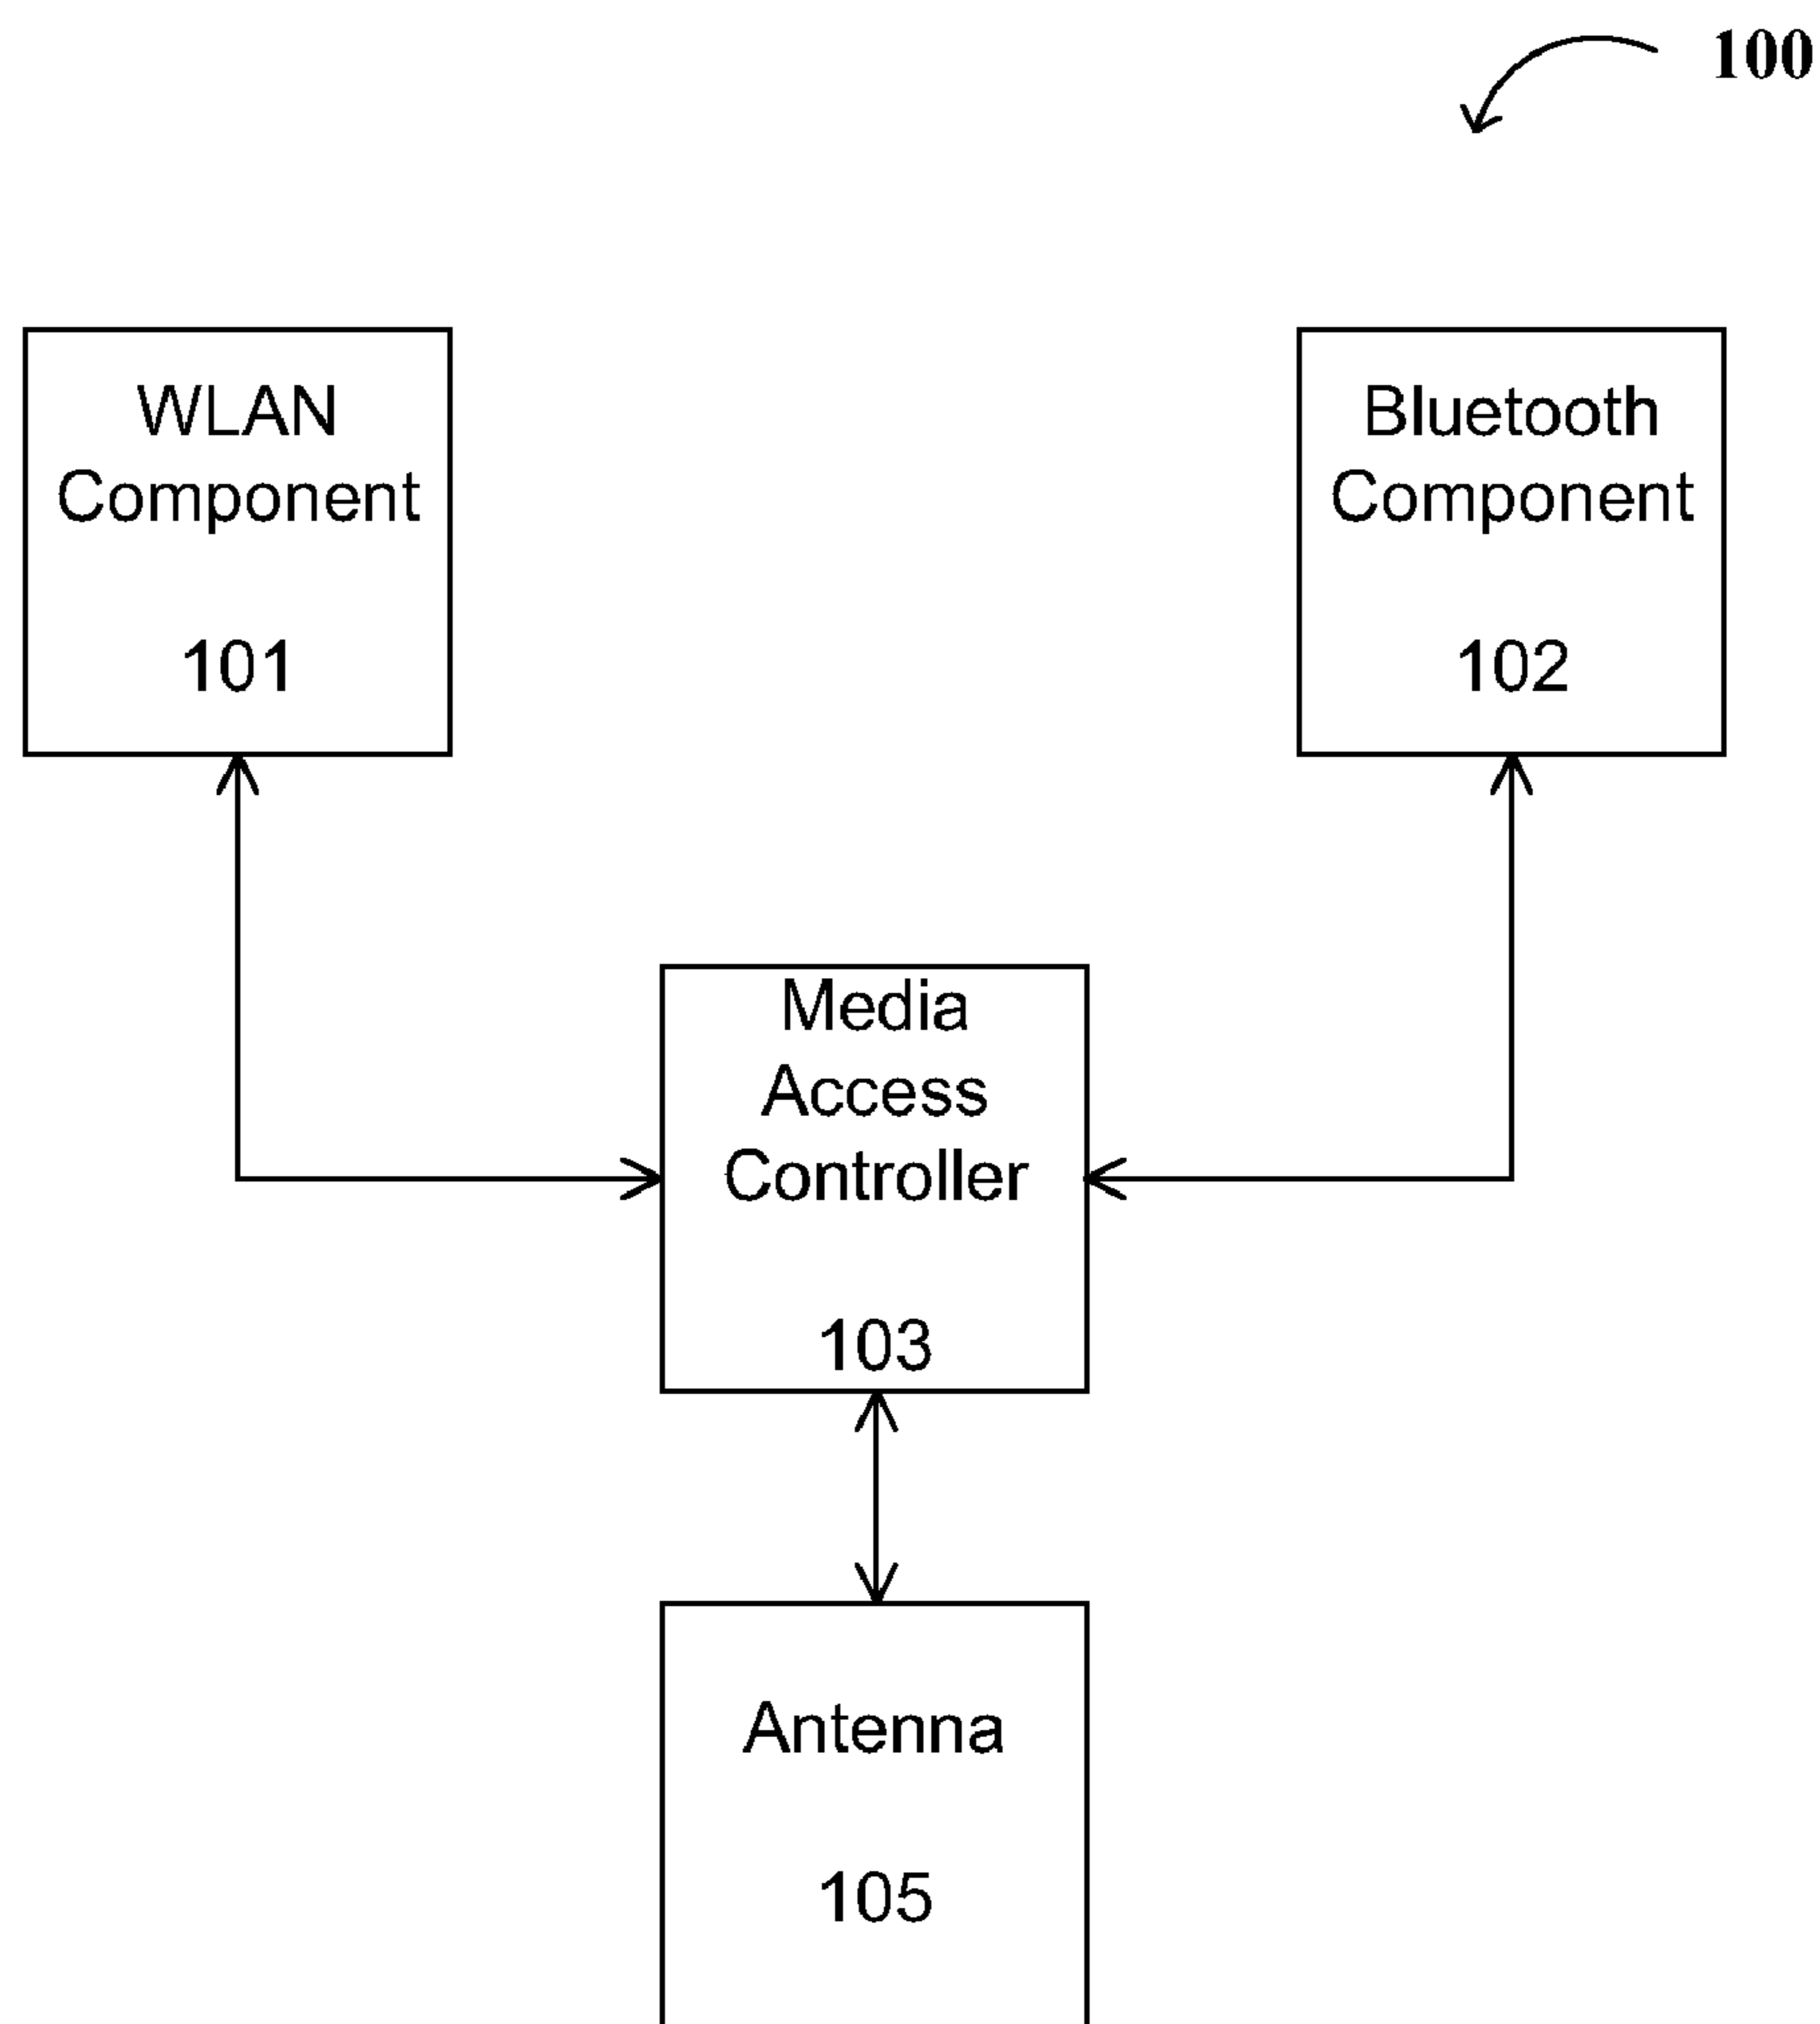 100
WLAN
Component
101
Bluetooth
Component
102
Media
Access
Controller
103
Antenna
105